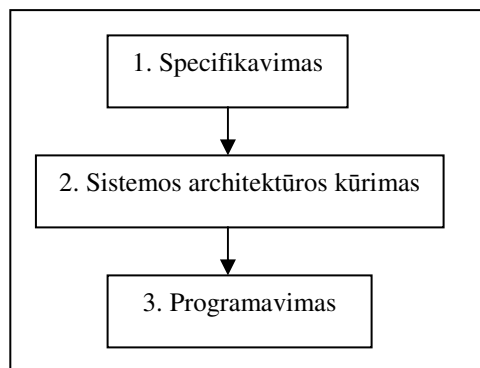 1. Specifikavimas
2. Sistemos architektūros kūrimas
3. Programavimas